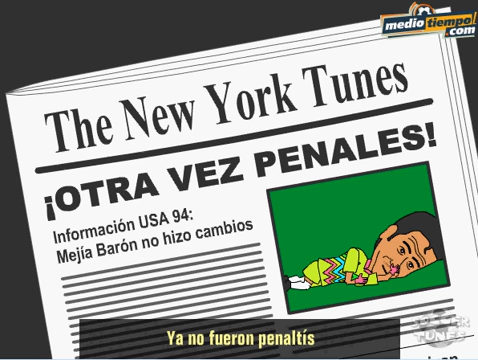 mediotiempo!
.com
The New York Tunes
¡OTRA VEZ PENALES!
Información USA 94:
Mejía Barón no hizo cambios
SOCCER
TUNES
Ya no fueron penaltís